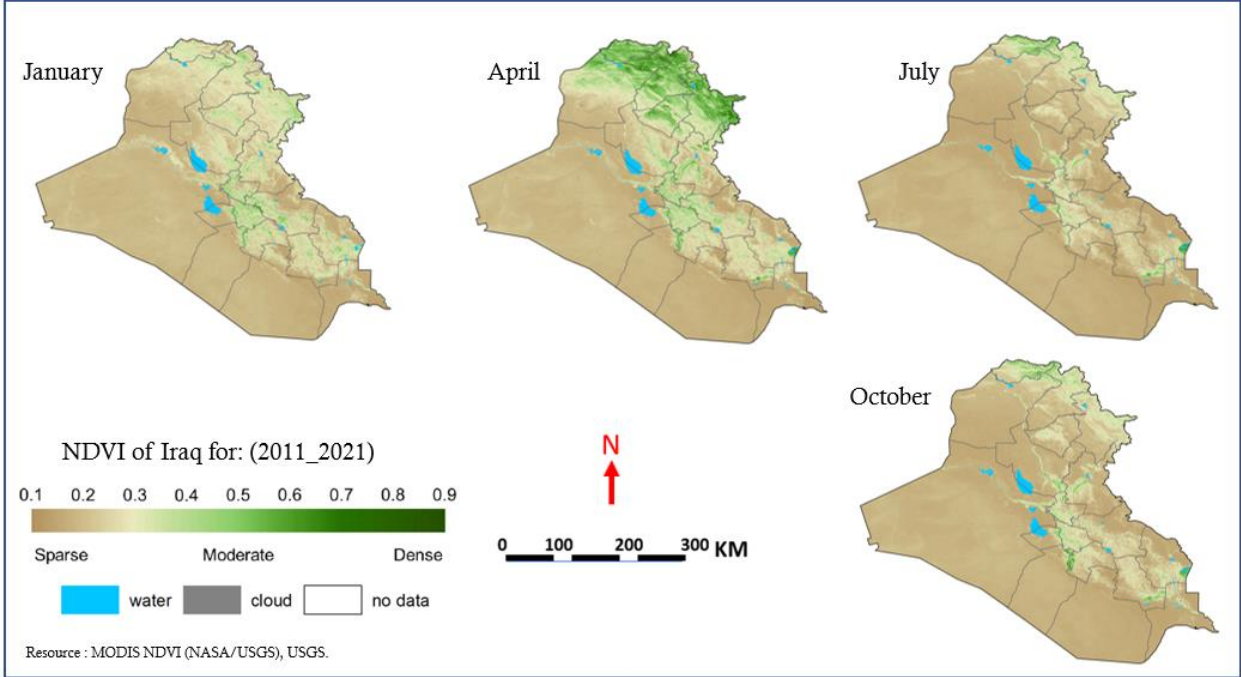 January
April
July
October
NDVI of Iraq for: (2011_2021)
0.1 0.2 0.3 0.4 0.5 0.6 0.7 0.8 0.9
Sparse Moderate Dense
water cloud no data
Resource : MODIS NDVI (NASA/USGS), USGS.
N
0 100 200 300 KM